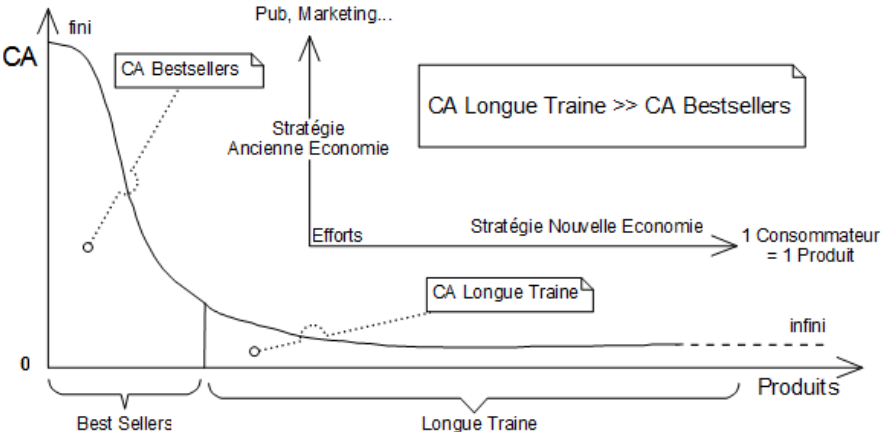 Pub, Marketing...
fini
CA
CA Bestsellers
CA Longue Traine >> CA Bestsellers
Stratégie
Ancienne Economie
Efforts
Stratégie Nouvelle Economie
1 Consommateur
= 1 Produit
CA Longue Traine
infini
0
Produits
Best Sellers
Longue Traine